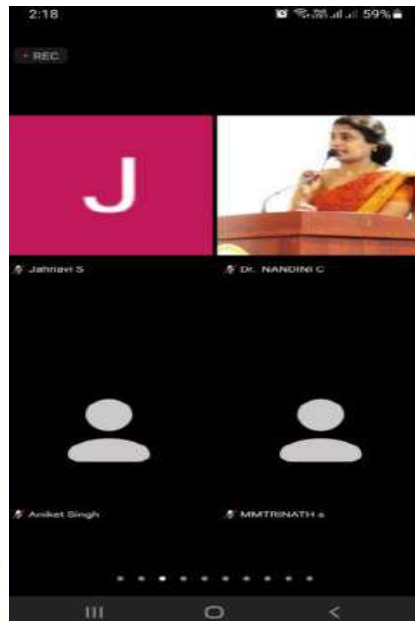 2:18 59%
• REC
J
Jahnavi S
Dr. NANDINI C
Aniket Singh
MMTRINATH s